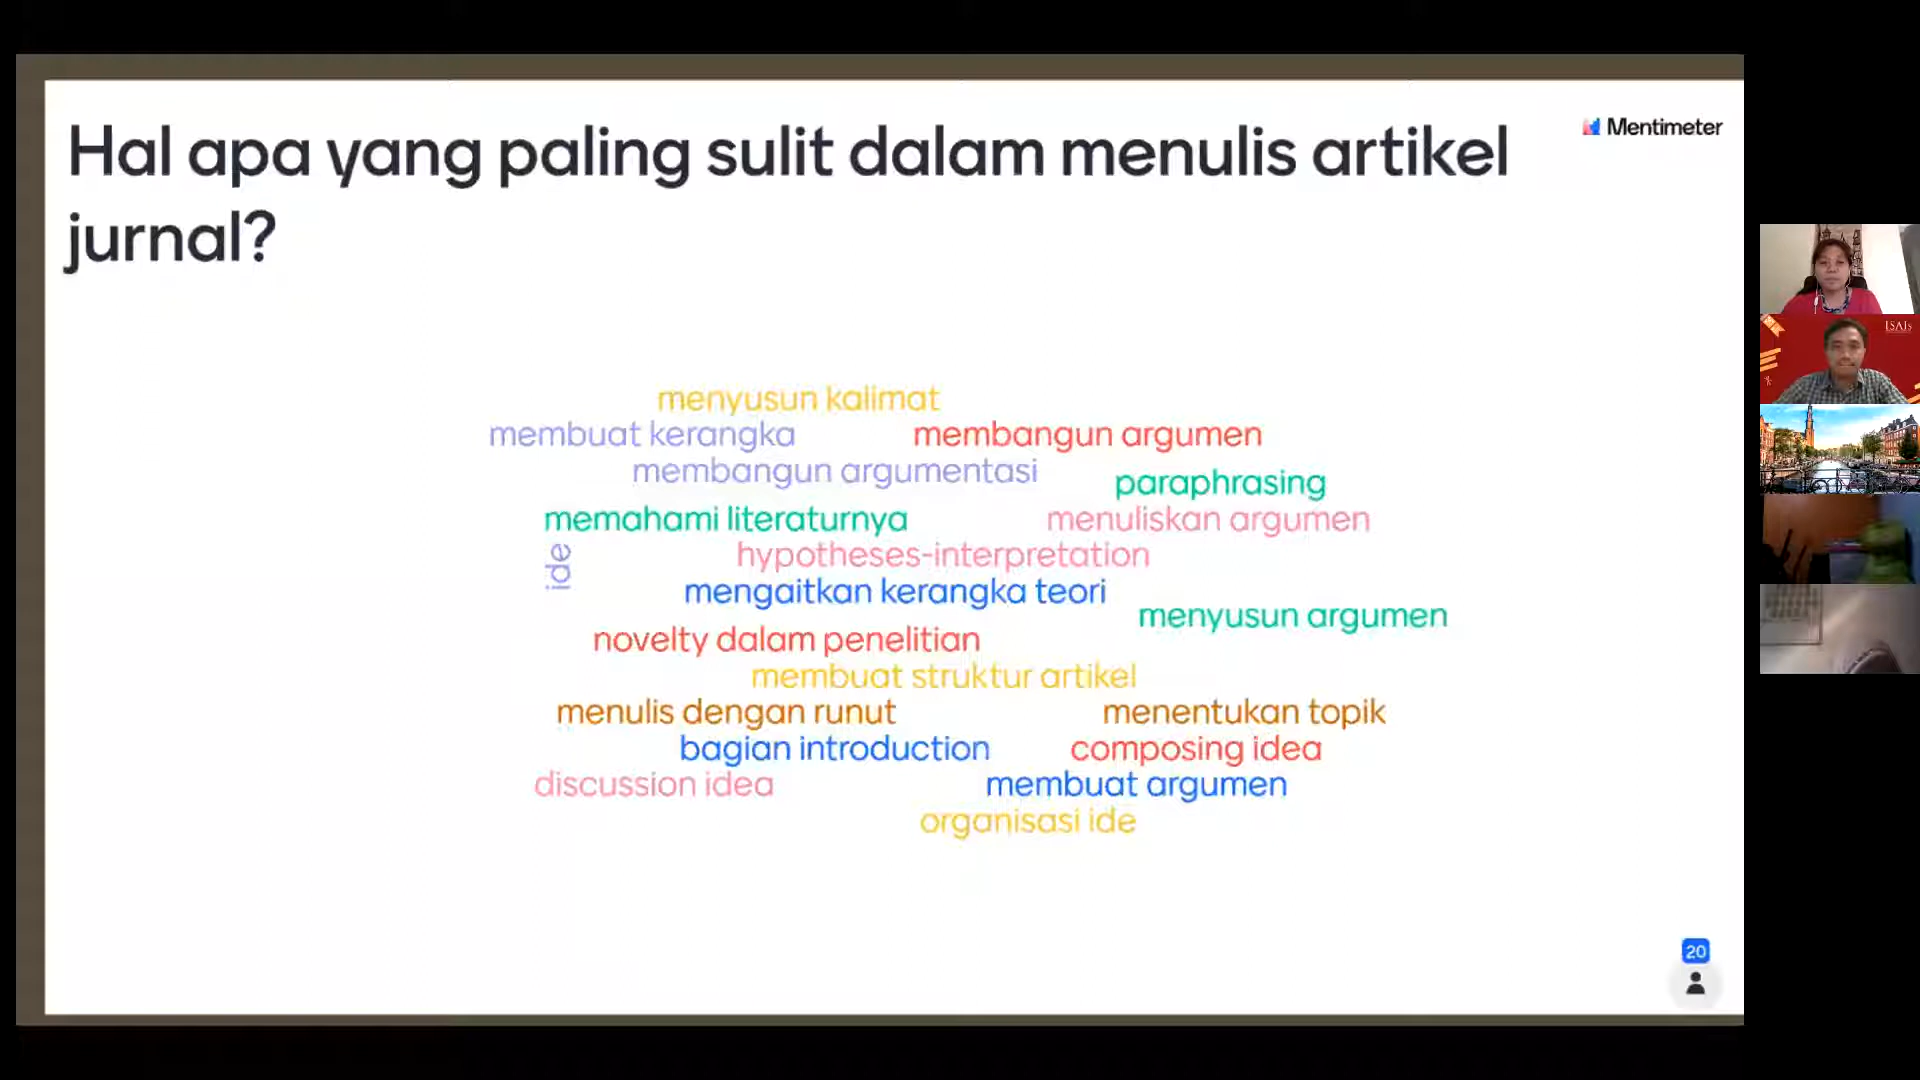 Hal apa yang paling sulit dalam menulis artikel
jurnal?
Mentimeter
menyusun kalimat
membuat kerangka
membangun argumen
membangun argumentasi
paraphrasing
memahami literaturnya
menuliskan argumen
ide
hypotheses-interpretation
mengaitkan kerangka teori
menyusun argumen
novelty dalam penelitian
membuat struktur artikel
menulis dengan runut
menentukan topik
bagian introduction
composing idea
discussion idea
membuat argumen
organisasi ide
20
ISAIs